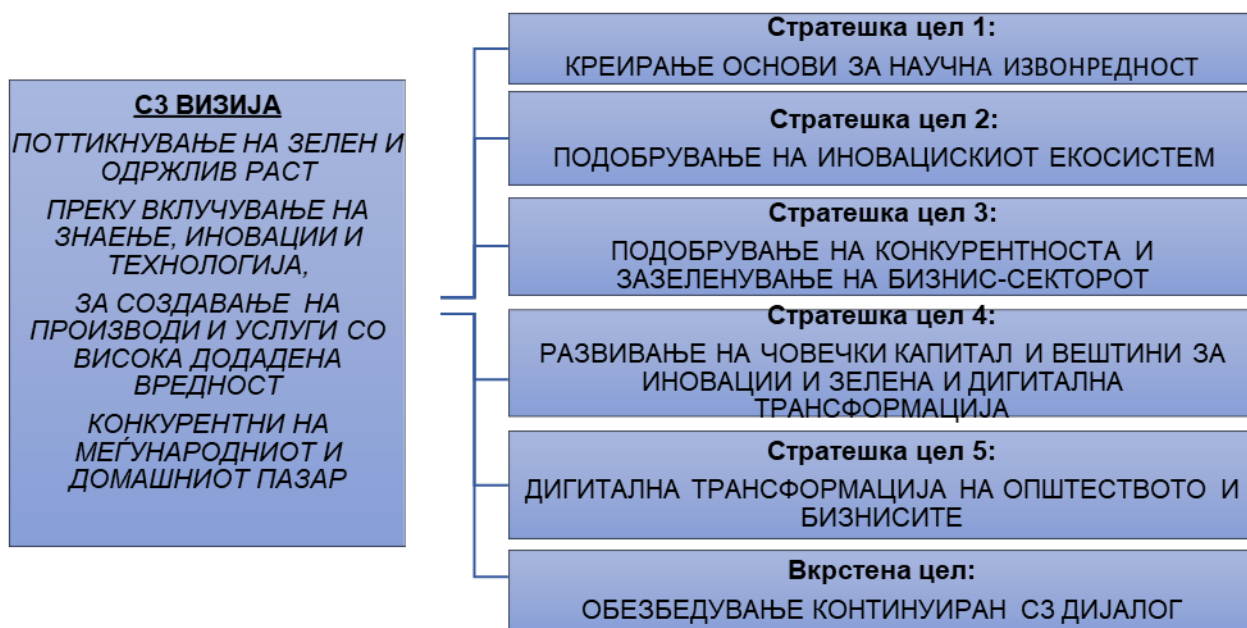 С3 ВИЗИЈА
ПОТТИКНУВАЊЕ НА ЗЕЛЕН И
ОДРЖЛИВ РАСТ
ПРЕКУ ВКЛУЧУВАЊЕ НА
ЗНАЕЊЕ, ИНОВАЦИИ И
ТЕХНОЛОГИЈА,
ЗА СОЗДАВАЊЕ НА
ПРОИЗВОДИ И УСЛУГИ СО
ВИСОКА ДОДАДЕНА
ВРЕДНОСТ
КОНКУРЕНТНИ НА
МЕЃУНАРОДНИОТ И
ДОМАШНИОТ ПАЗАР
Стратешка цел 1:
КРЕИРАЊЕ ОСНОВИ ЗА НАУЧНА ИЗВОНРЕДНОСТ
Стратешка цел 2:
ПОДОБРУВАЊЕ НА ИНОВАЦИСКИОТ ЕКОСИСТЕМ
Стратешка цел 3:
ПОДОБРУВАЊЕ НА КОНКУРЕНТНОСТА И
ЗАЗЕЛЕНУВАЊЕ НА БИЗНИС-СЕКТОРОТ
Стратешка цел 4:
РАЗВИВАЊЕ НА ЧОВЕЧКИ КАПИТАЛ И ВЕШТИНИ ЗА
ИНОВАЦИИ И ЗЕЛЕНА И ДИГИТАЛНА
ТРАНСФОРМАЦИЈА
Стратешка цел 5:
ДИГИТАЛНА ТРАНСФОРМАЦИЈА НА ОПШТЕСТВОТО И
БИЗНИСИТЕ
Вкрстена цел:
ОБЕЗБЕДУВАЊЕ КОНТИНУИРАН С3 ДИЈАЛОГ